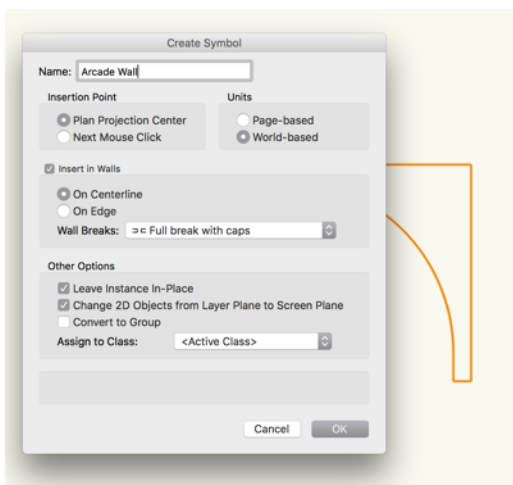 Create Symbol
Name: Arcade Wall
Insertion Point
Units
Plan Projection Center
Page-based
Next Mouse Click
World-based
Insert in Walls
On Centerline
On Edge
Wall Breaks: Full break with caps
Other Options
Leave Instance In-Place
Change 2D Objects from Layer Plane to Screen Plane
Convert to Group
Assign to Class: <Active Class>
Cancel
OK